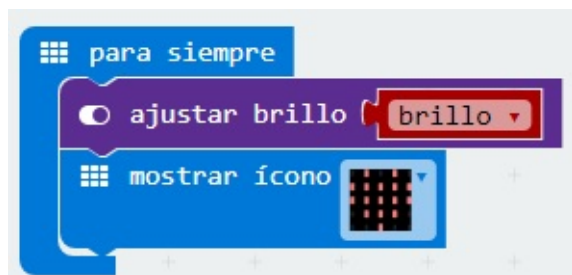 para siempre
ajustar brillo brillo
mostrar ícono